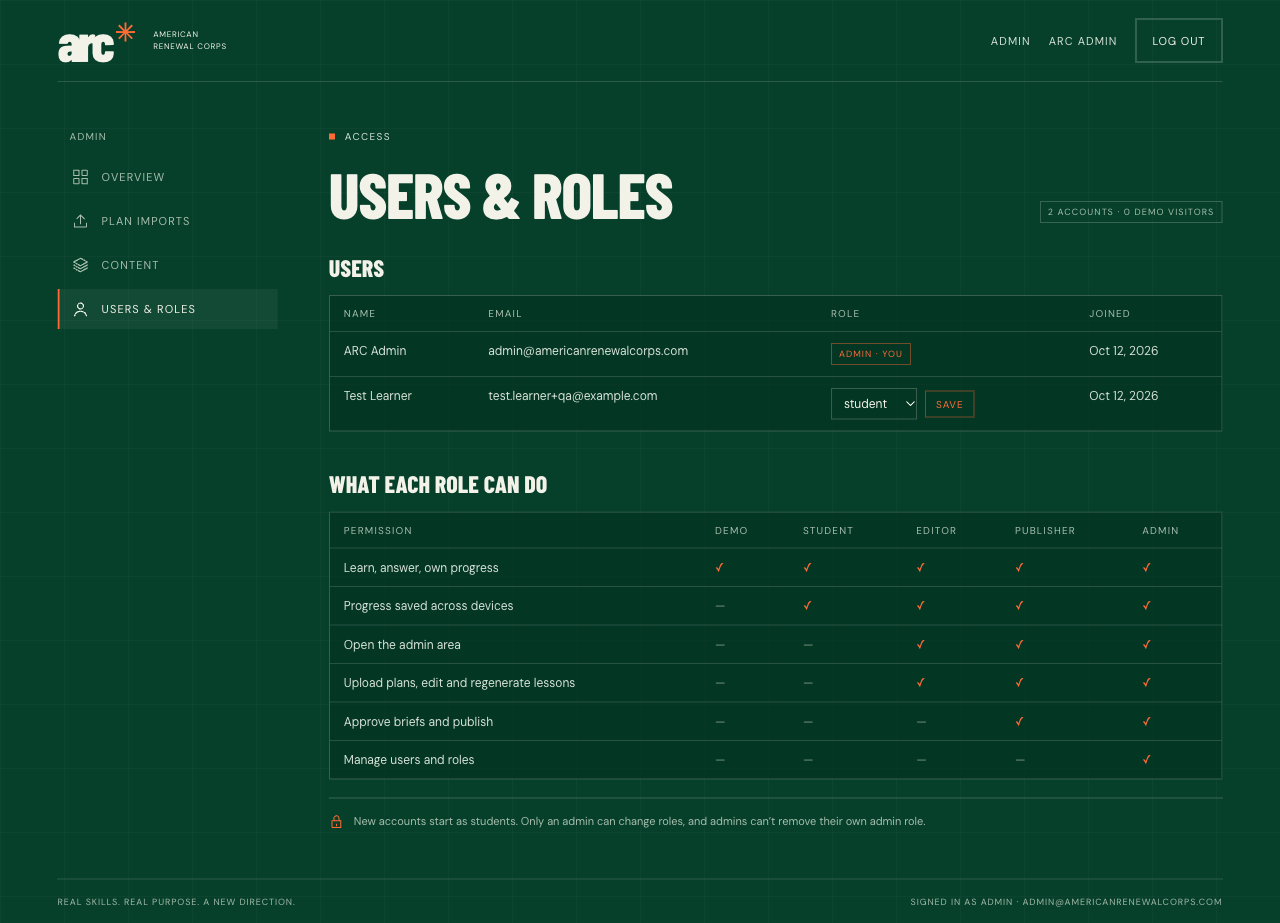 arc
AMERICAN
RENEWAL CORPS
ADMIN
ARC ADMIN
LOG OUT
ADMIN
OVERVIEW
PLAN IMPORTS
CONTENT
USERS & ROLES
ACCESS
USERS & ROLES
2 ACCOUNTS · 0 DEMO VISITORS
USERS
NAME EMAIL ROLE JOINED
ARC Admin admin@americanrenewalcorps.com ADMIN · YOU Oct 12, 2026
Test Learner test.learner+qa@example.com student SAVE Oct 12, 2026
WHAT EACH ROLE CAN DO
PERMISSION DEMO STUDENT EDITOR PUBLISHER ADMIN
Learn, answer, own progress ✓ ✓ ✓ ✓ ✓
Progress saved across devices — ✓ ✓ ✓ ✓
Open the admin area — — ✓ ✓ ✓
Upload plans, edit and regenerate lessons — — ✓ ✓ ✓
Approve briefs and publish — — — ✓ ✓
Manage users and roles — — — — ✓
New accounts start as students. Only an admin can change roles, and admins can't remove their own admin role.
REAL SKILLS. REAL PURPOSE. A NEW DIRECTION.
SIGNED IN AS ADMIN · ADMIN@AMERICANRENEWALCORPS.COM